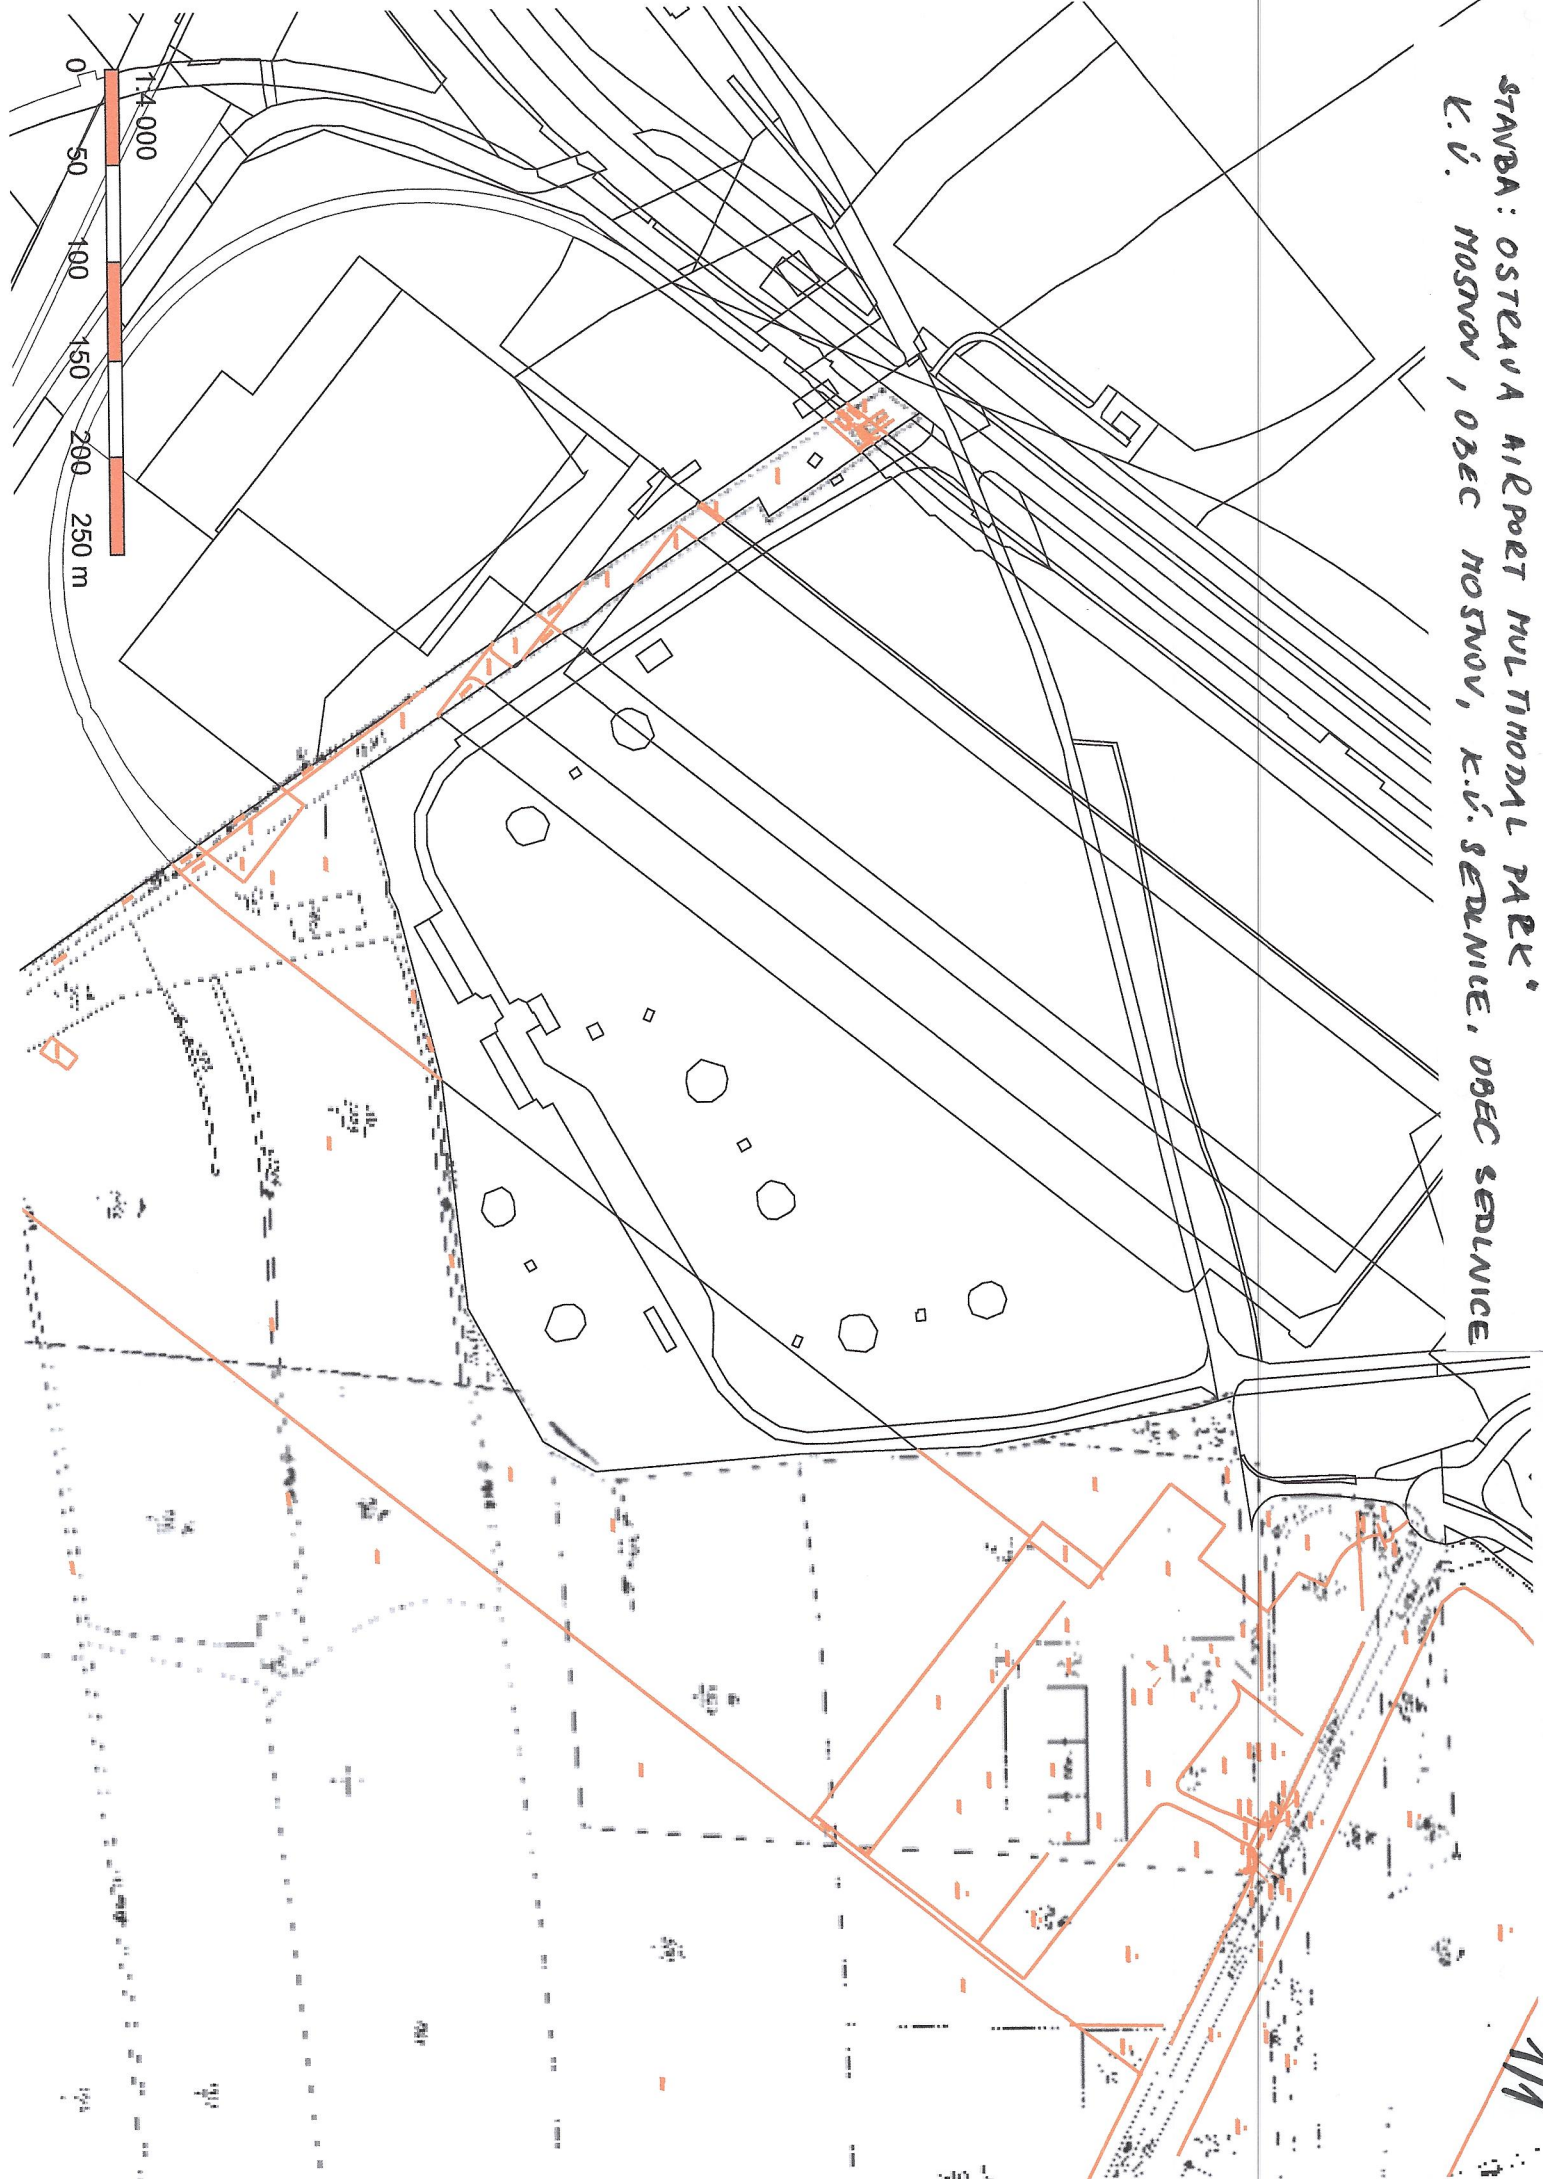 STAVBA: OSTRAVA AIRPORT MULTIMODAL PARK"
K.Ú. MOŠNOV, OBEC MOŠNOV, K.Ú. SEDLNICE, OBEC SEDLNICE
1:4 000
0 50 100 150 200 250 m
1/1